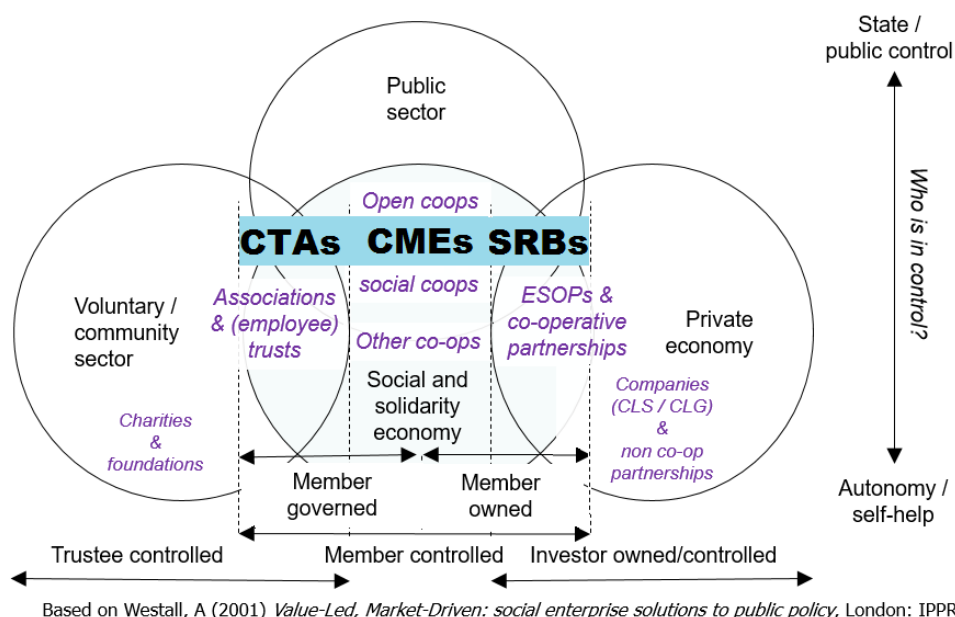 State /
public control
Public
sector
Who is in control?
Open coops
CTAs CMEs SRBs
social coops
Associations
& (employee)
trusts
ESOPs &
co-operative
partnerships
Voluntary /
community
sector
Other co-ops
Private
economy
Social and
solidarity
economy
Companies
(CLS / CLG)
&
non co-op
partnerships
Charities
&
foundations
Member
governed
Member
owned
Autonomy /
self-help
Trustee controlled
Member controlled
Investor owned/controlled
Based on Westall, A (2001) Value-Led, Market-Driven: social enterprise solutions to public policy, London: IPPR